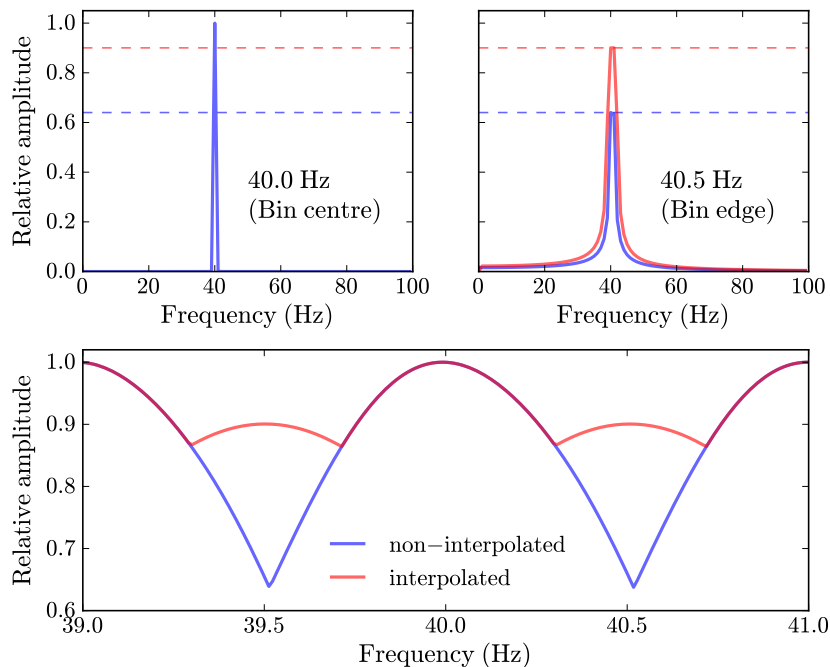 Relative amplitude
1.0
0.8
0.6
0.4
0.2
0.0
40.0 Hz
(Bin centre)
0 20 40 60 80 100
Frequency (Hz)
40.5 Hz
(Bin edge)
0 20 40 60 80 100
Frequency (Hz)
Relative amplitude
1.0
0.9
0.8
0.7
0.6
non−interpolated
interpolated
39.0 39.5 40.0 40.5 41.0
Frequency (Hz)